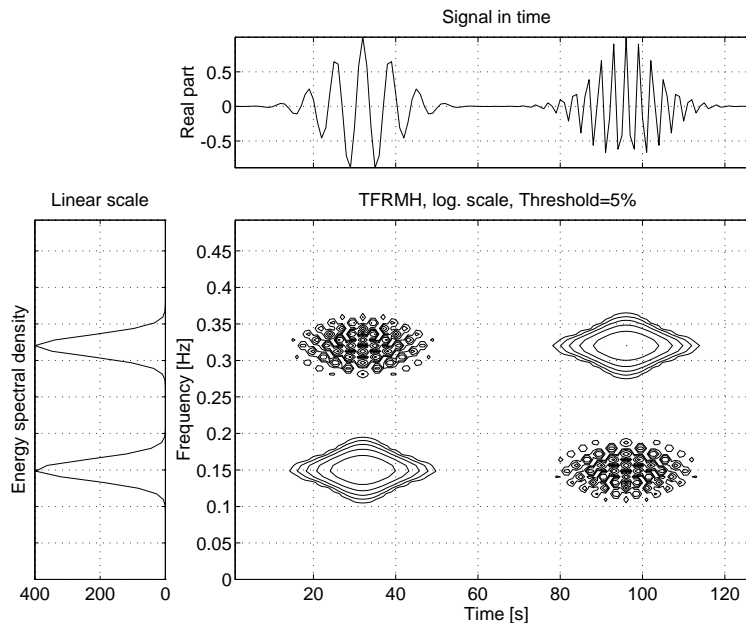 Signal in time
Real part
0.5
0
-0.5
Linear scale
TFRMH, log. scale, Threshold=5%
Energy spectral density
400 200 0
Frequency [Hz]
0.45
0.4
0.35
0.3
0.25
0.2
0.15
0.1
0.05
0
20 40 60 80 100 120
Time [s]